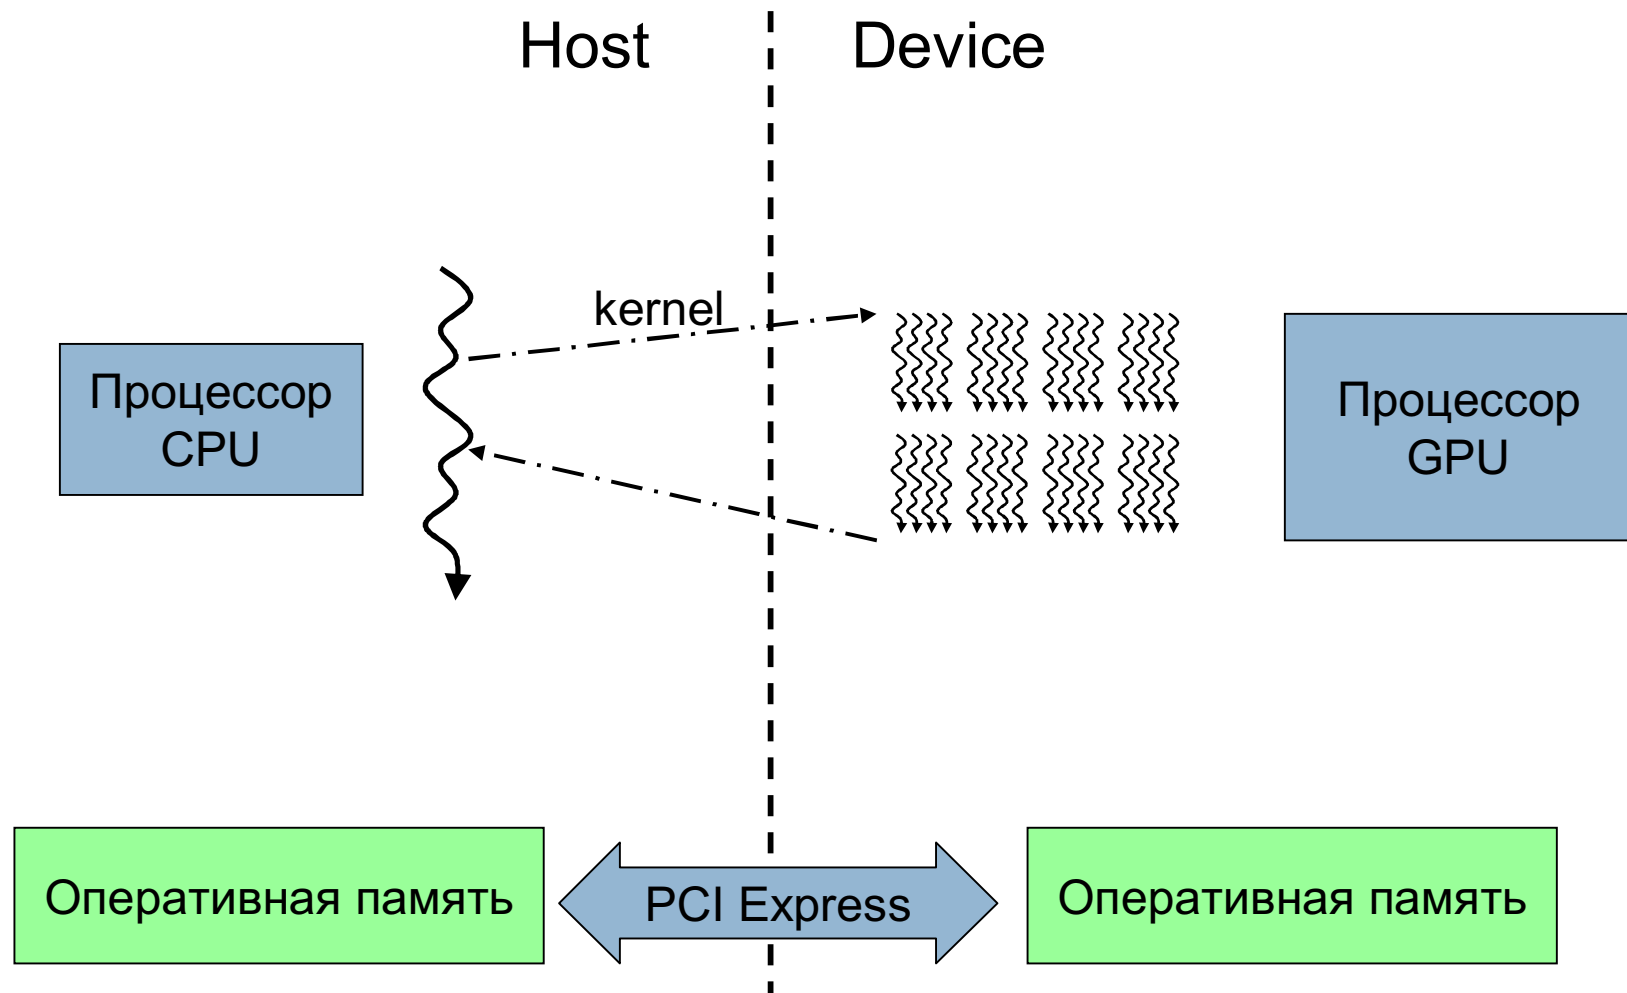 Host
Device
kernel
Процессор
CPU
Процессор
GPU
Оперативная память
PCI Express
Оперативная память